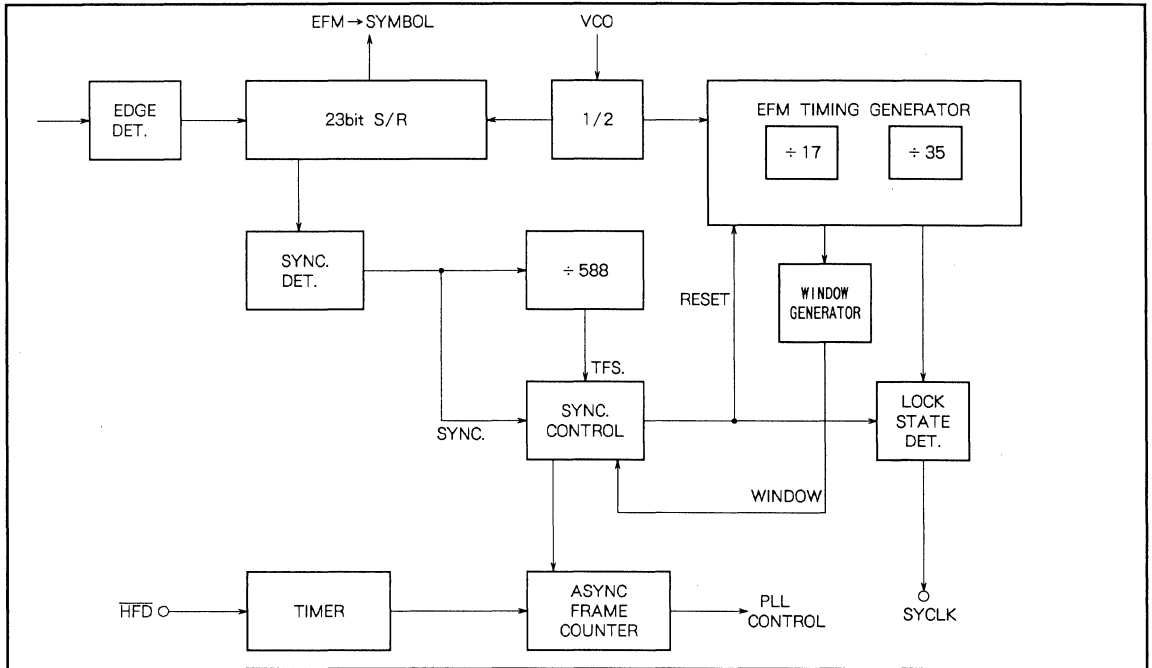 EFM→SYMBOL
VCO
EDGE
DET.
23bit S/R
1/2
EFM TIMING GENERATOR
÷17
÷35
SYNC.
DET.
÷588
RESET
WINDOW
GENERATOR
TFS.
SYNC.
SYNC.
CONTROL
LOCK
STATE
DET.
WINDOW
HFD
TIMER
ASYNC
FRAME
COUNTER
PLL
CONTROL
SYCLK